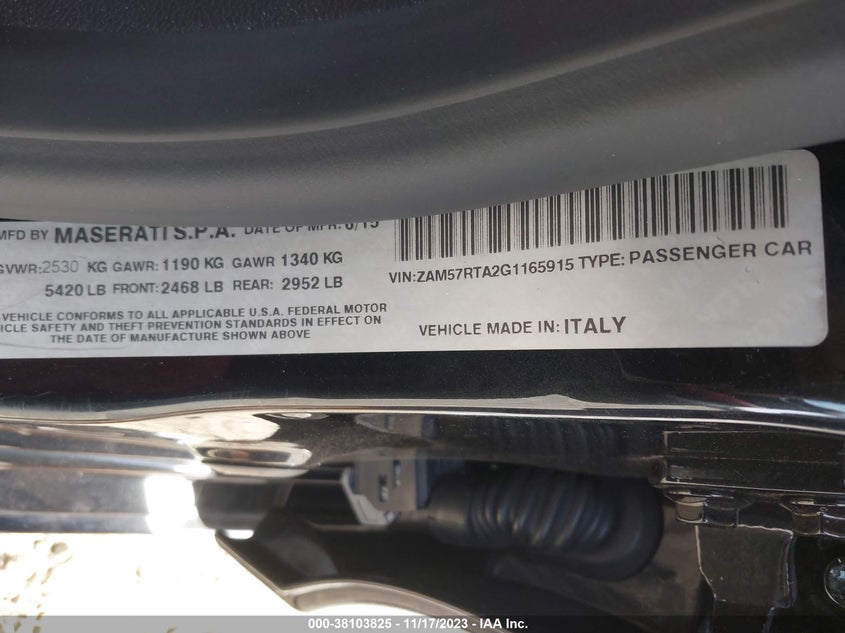 MFD BY MASERATI S.P.A. DATE OF MFR: 6/15
GVWR:2530 KG GAWR: 1190 KG GAWR 1340 KG
5420 LB FRONT: 2468 LB REAR: 2952 LB
VEHICLE CONFORMS TO ALL APPLICABLE U.S.A. FEDERAL MOTOR
ICLE SAFETY AND THEFT PREVENTION STANDARDS IN EFFECT ON
THE DATE OF MANUFACTURE SHOWN ABOVE
VIN:ZAM57RTA2G1165915 TYPE: PASSENGER CAR
VEHICLE MADE IN: ITALY
000-38103825 - 11/17/2023 - IAA Inc.